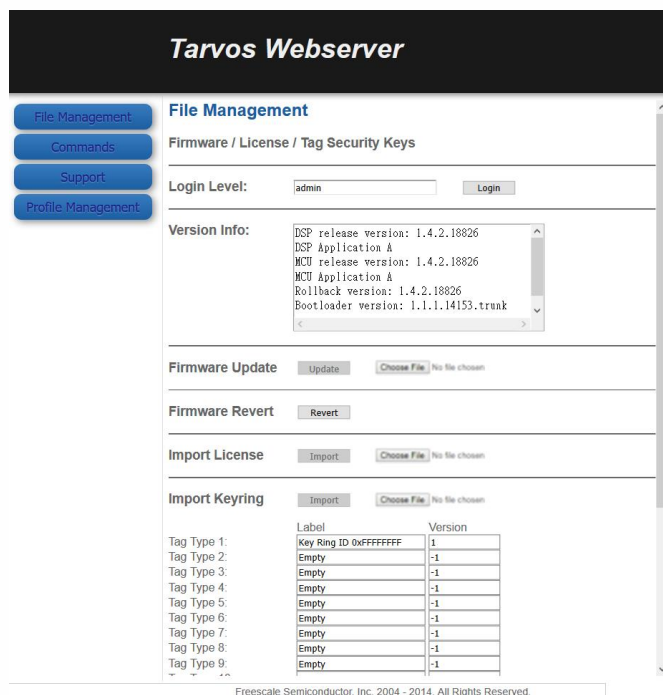 Tarvos Webserver
File Management
Commands
Support
Profile Management
File Management
Firmware / License / Tag Security Keys
Login Level: admin Login
Version Info:
DSP release version: 1.4.2.18826
DSP Application A
MCU release version: 1.4.2.18826
MCU Application A
Rollback version: 1.4.2.18826
Bootloader version: 1.1.1.14153.trunk
Firmware Update Update Choose File No file chosen
Firmware Revert Revert
Import License Import Choose File No file chosen
Import Keyring Import Choose File No file chosen
Label Version
Tag Type 1: Key Ring ID 0xFFFFFFFF 1
Tag Type 2: Empty -1
Tag Type 3: Empty -1
Tag Type 4: Empty -1
Tag Type 5: Empty -1
Tag Type 6: Empty -1
Tag Type 7: Empty -1
Tag Type 8: Empty -1
Tag Type 9: Empty -1
Freescale Semiconductor, Inc. 2004 - 2014. All Rights Reserved.